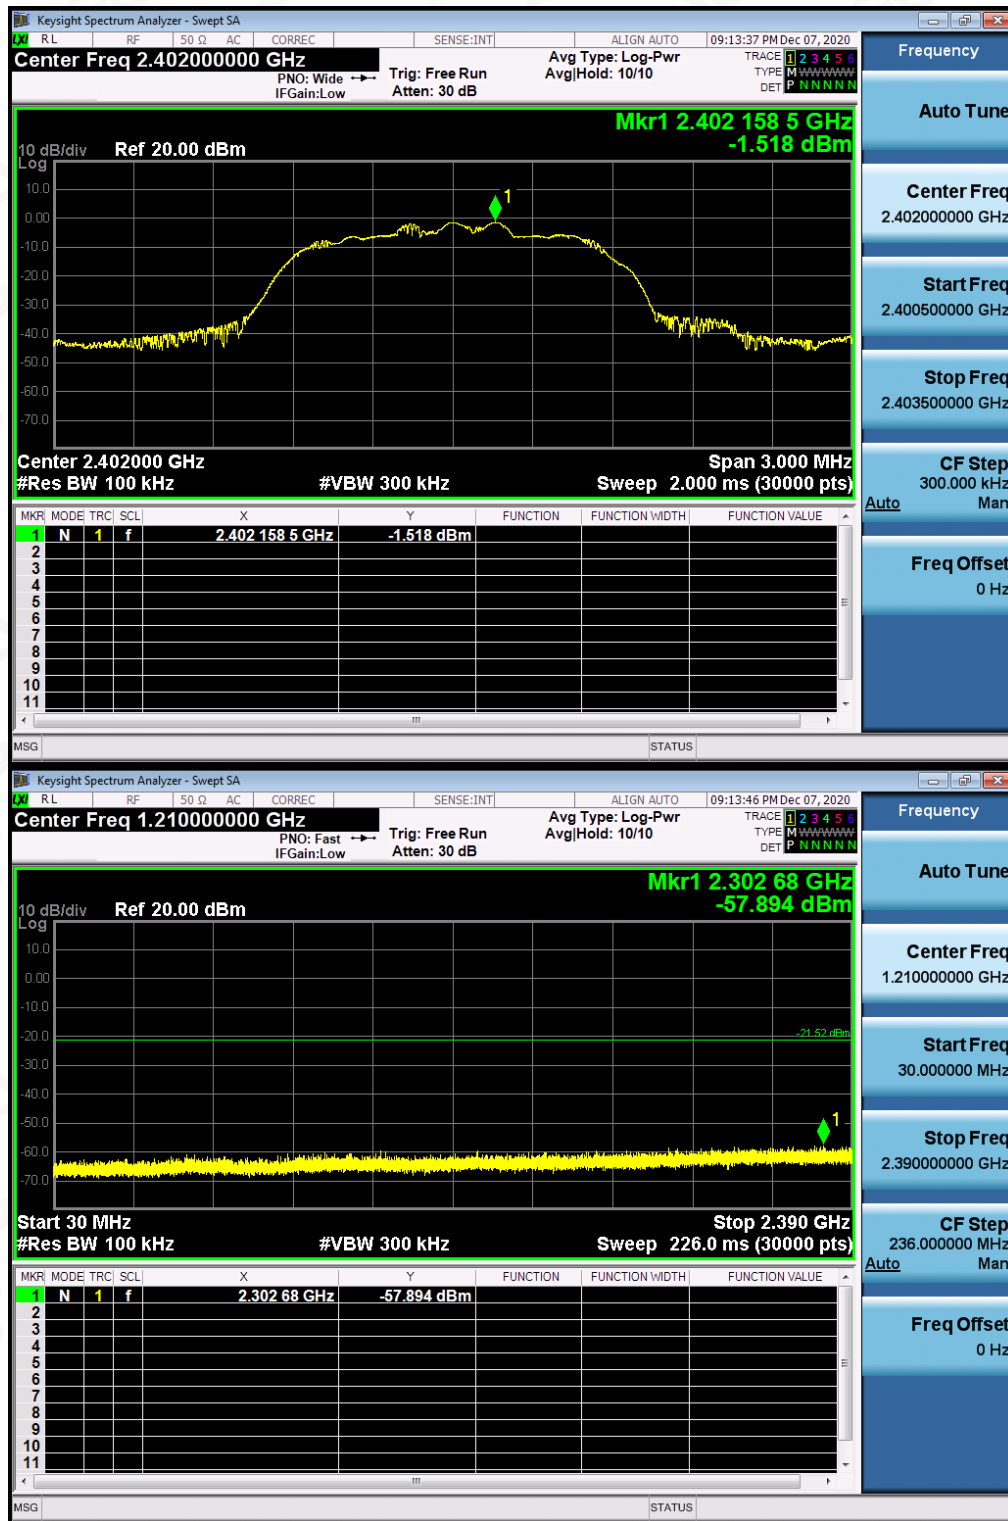 Keysight Spectrum Analyzer - Swept SA
LXI RL RF 50 Ω AC CORREC SENSE:INT ALIGN AUTO 09:13:37 PM Dec 07, 2020
Center Freq 2.402000000 GHz
PNO: Wide
IFGain:Low
Trig: Free Run
Atten: 30 dB
Avg Type: Log-Pwr
Avg|Hold: 10/10
TRACE 1 2 3 4 5 6
TYPE M WWWWW
DET P N N N N N
Mkr1 2.402 158 5 GHz
-1.518 dBm
10 dB/div Ref 20.00 dBm
Log
10.0
0.00
-10.0
-20.0
-30.0
-40.0
-50.0
-60.0
-70.0
1
Center 2.402000 GHz Span 3.000 MHz
#Res BW 100 kHz #VBW 300 kHz Sweep 2.000 ms (30000 pts)
MKR MODE TRC SCL X Y FUNCTION FUNCTION WIDTH FUNCTION VALUE
1 N 1 f 2.402 158 5 GHz -1.518 dBm
2
3
4
5
6
7
8
9
10
11
MSG STATUS
Frequency
Auto Tune
Center Freq
2.402000000 GHz
Start Freq
2.400500000 GHz
Stop Freq
2.403500000 GHz
CF Step
300.000 kHz
Auto Man
Freq Offset
0 Hz
Keysight Spectrum Analyzer - Swept SA
LXI RL RF 50 Ω AC CORREC SENSE:INT ALIGN AUTO 09:13:46 PM Dec 07, 2020
Center Freq 1.210000000 GHz
PNO: Fast
IFGain:Low
Trig: Free Run
Atten: 30 dB
Avg Type: Log-Pwr
Avg|Hold: 10/10
TRACE 1 2 3 4 5 6
TYPE M WWWWW
DET P N N N N N
Mkr1 2.302 68 GHz
-57.894 dBm
10 dB/div Ref 20.00 dBm
Log
10.0
0.00
-10.0
-20.0
-30.0
-40.0
-50.0
-60.0
-70.0
-21.52 dBm
1
Start 30 MHz Stop 2.390 GHz
#Res BW 100 kHz #VBW 300 kHz Sweep 226.0 ms (30000 pts)
MKR MODE TRC SCL X Y FUNCTION FUNCTION WIDTH FUNCTION VALUE
1 N 1 f 2.302 68 GHz -57.894 dBm
2
3
4
5
6
7
8
9
10
11
MSG STATUS
Frequency
Auto Tune
Center Freq
1.210000000 GHz
Start Freq
30.000000 MHz
Stop Freq
2.390000000 GHz
CF Step
236.000000 MHz
Auto Man
Freq Offset
0 Hz